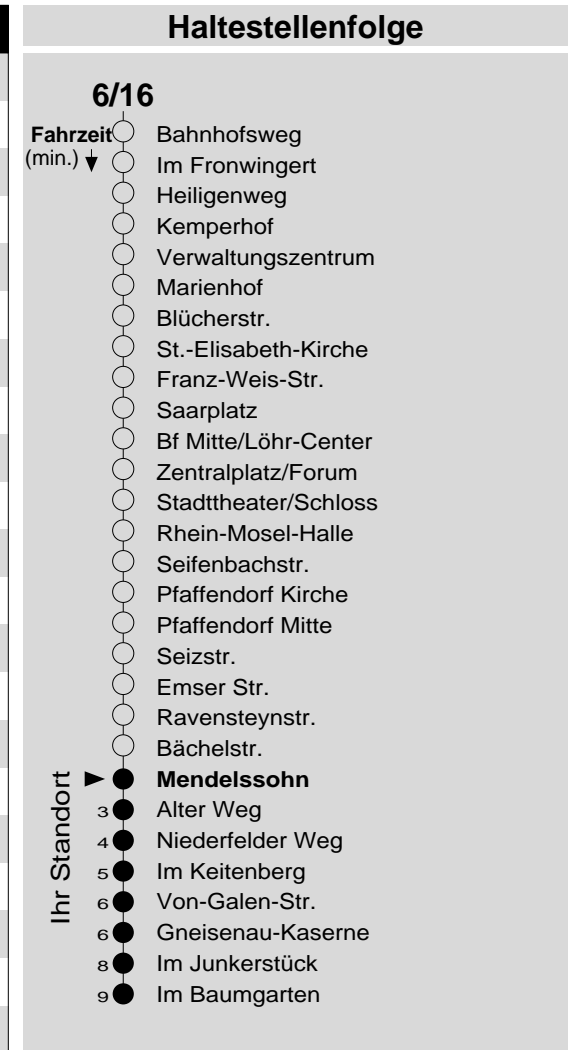 Haltestellenfolge
6/16
Fahrzeit Bahnhofsweg
(min.) Im Fronwingert
Heiligenweg
Kemperhof
Verwaltungszentrum
Marienhof
Blücherstr.
St.-Elisabeth-Kirche
Franz-Weis-Str.
Saarplatz
Bf Mitte/Löhr-Center
Zentralplatz/Forum
Stadttheater/Schloss
Rhein-Mosel-Halle
Seifenbachstr.
Pfaffendorf Kirche
Pfaffendorf Mitte
Seizstr.
Emser Str.
Ravensteynstr.
Bächelstr.
Mendelssohn
3 Alter Weg
4 Niederfelder Weg
5 Im Keitenberg
6 Von-Galen-Str.
6 Gneisenau-Kaserne
8 Im Junkerstück
9 Im Baumgarten
Ihr Standort